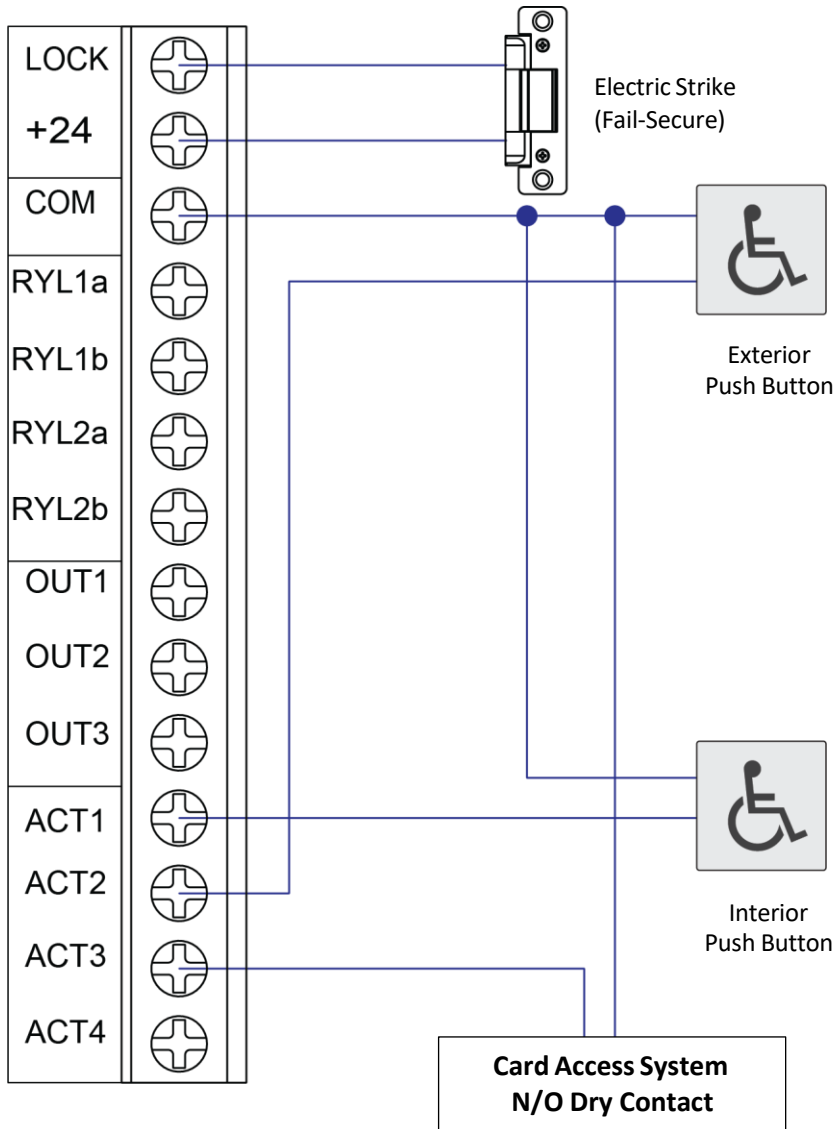 LOCK
+24
COM
RYL1a
RYL1b
RYL2a
RYL2b
OUT1
OUT2
OUT3
ACT1
ACT2
ACT3
ACT4
Electric Strike
(Fail-Secure)
Exterior
Push Button
Interior
Push Button
Card Access System
N/O Dry Contact